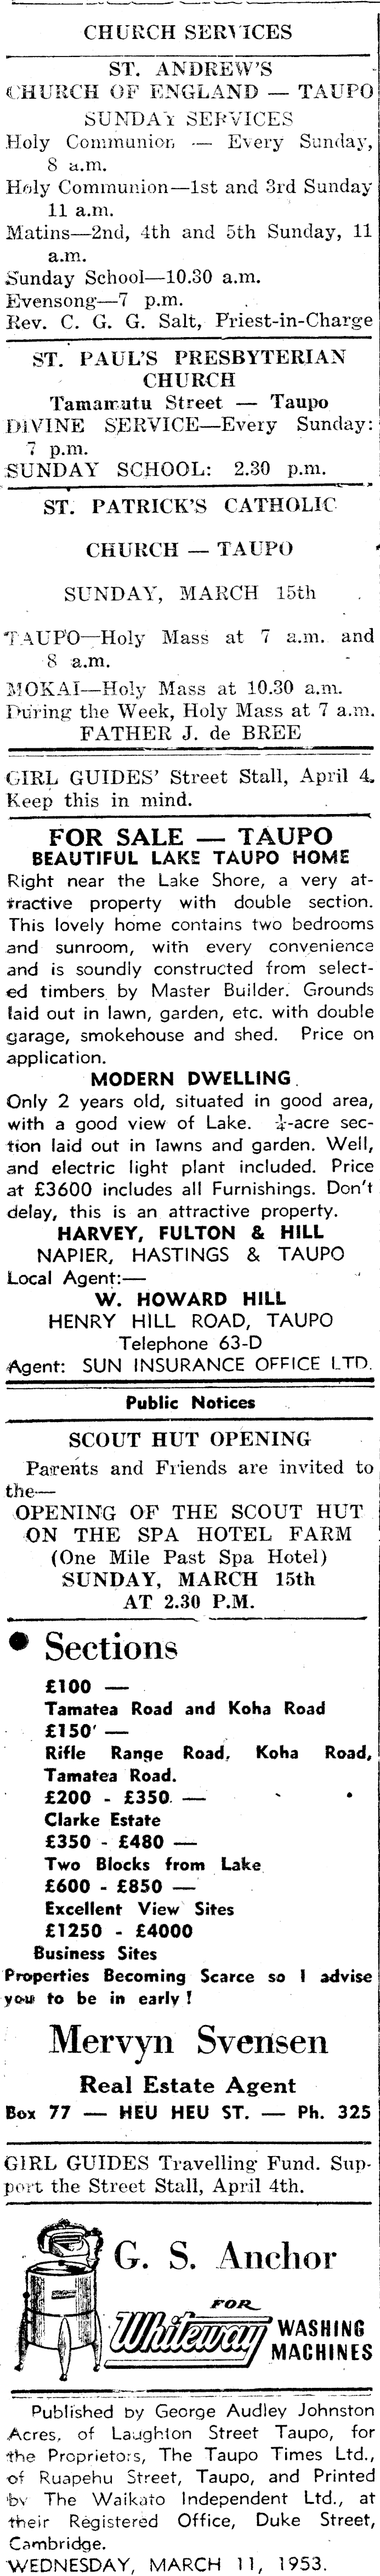 CHURCH SERVICES
ST. ANDREW'S
CHURCH OF ENGLAND — TAUPO
SUNDAY SERVICES
Holy Communion — Every Sunday,
8 a.m.
Holy Communion—1st and 3rd Sunday
11 a.m.
Matins—2nd, 4th and 5th Sunday, 11
a.m.
Sunday School—10.30 a.m.
Evensong—7 p.m.
Rev. C. G. G. Salt, Priest-in-Charge
ST. PAUL'S PRESBYTERIAN
CHURCH
Tamamutu Street — Taupo
DIVINE SERVICE—Every Sunday:
7 p.m.
SUNDAY SCHOOL: 2.30 p.m.
ST. PATRICK'S CATHOLIC
CHURCH — TAUPO
SUNDAY, MARCH 15th
TAUPO—Holy Mass at 7 a.m. and
8 a.m.
MOKAI—Holy Mass at 10.30 a.m.
During the Week, Holy Mass at 7 a.m.
FATHER J. de BREE
GIRL GUIDES' Street Stall, April 4.
Keep this in mind.
FOR SALE — TAUPO
BEAUTIFUL LAKE TAUPO HOME
Right near the Lake Shore, a very at-
tractive property with double section.
This lovely home contains two bedrooms
and sunroom, with every convenience
and is soundly constructed from select-
ed timbers by Master Builder. Grounds
laid out in lawn, garden, etc. with double
garage, smokehouse and shed. Price on
application.
MODERN DWELLING
Only 2 years old, situated in good area,
with a good view of Lake. ¼-acre sec-
tion laid out in lawns and garden. Well,
and electric light plant included. Price
at £3600 includes all Furnishings. Don't
delay, this is an attractive property.
HARVEY, FULTON & HILL
NAPIER, HASTINGS & TAUPO
Local Agent:—
W. HOWARD HILL
HENRY HILL ROAD, TAUPO
Telephone 63-D
Agent: SUN INSURANCE OFFICE LTD.
Public Notices
SCOUT HUT OPENING
Parents and Friends are invited to
the—
OPENING OF THE SCOUT HUT
ON THE SPA HOTEL FARM
(One Mile Past Spa Hotel)
SUNDAY, MARCH 15th
AT 2.30 P.M.
• Sections
£100 —
Tamatea Road and Koha Road
£150 —
Rifle Range Road, Koha Road,
Tamatea Road.
£200 - £350 —
Clarke Estate
£350 - £480 —
Two Blocks from Lake
£600 - £850 —
Excellent View Sites
£1250 - £4000
Business Sites
Properties Becoming Scarce so I advise
you to be in early!
Mervyn Svensen
Real Estate Agent
Box 77 — HEU HEU ST. — Ph. 325
GIRL GUIDES Travelling Fund. Sup-
port the Street Stall, April 4th.
G. S. Anchor
FOR
Whiteway WASHING
MACHINES
Published by George Audley Johnston
Acres, of Laughton Street Taupo, for
the Proprietors, The Taupo Times Ltd.,
of Ruapehu Street, Taupo, and Printed
by The Waikato Independent Ltd., at
their Registered Office, Duke Street,
Cambridge.
WEDNESDAY, MARCH 11, 1953.